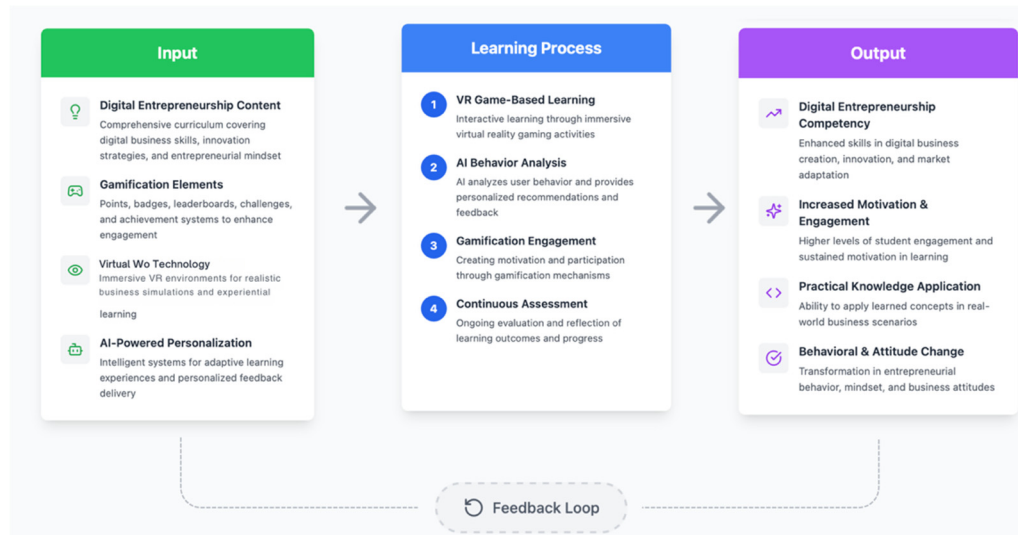 Input
Digital Entrepreneurship Content
Comprehensive curriculum covering
digital business skills, innovation
strategies, and entrepreneurial mindset
Gamification Elements
Points, badges, leaderboards, challenges,
and achievement systems to enhance
engagement
Virtual Wo Technology
Immersive VR environments for realistic
business simulations and experiential
learning
AI-Powered Personalization
Intelligent systems for adaptive learning
experiences and personalized feedback
delivery
Learning Process
1
VR Game-Based Learning
Interactive learning through immersive
virtual reality gaming activities
2
AI Behavior Analysis
AI analyzes user behavior and provides
personalized recommendations and
feedback
3
Gamification Engagement
Creating motivation and participation
through gamification mechanisms
4
Continuous Assessment
Ongoing evaluation and reflection of
learning outcomes and progress
Output
Digital Entrepreneurship
Competency
Enhanced skills in digital business
creation, innovation, and market
adaptation
Increased Motivation &
Engagement
Higher levels of student engagement and
sustained motivation in learning
Practical Knowledge Application
Ability to apply learned concepts in real-
world business scenarios
Behavioral & Attitude Change
Transformation in entrepreneurial
behavior, mindset, and business attitudes
Feedback Loop